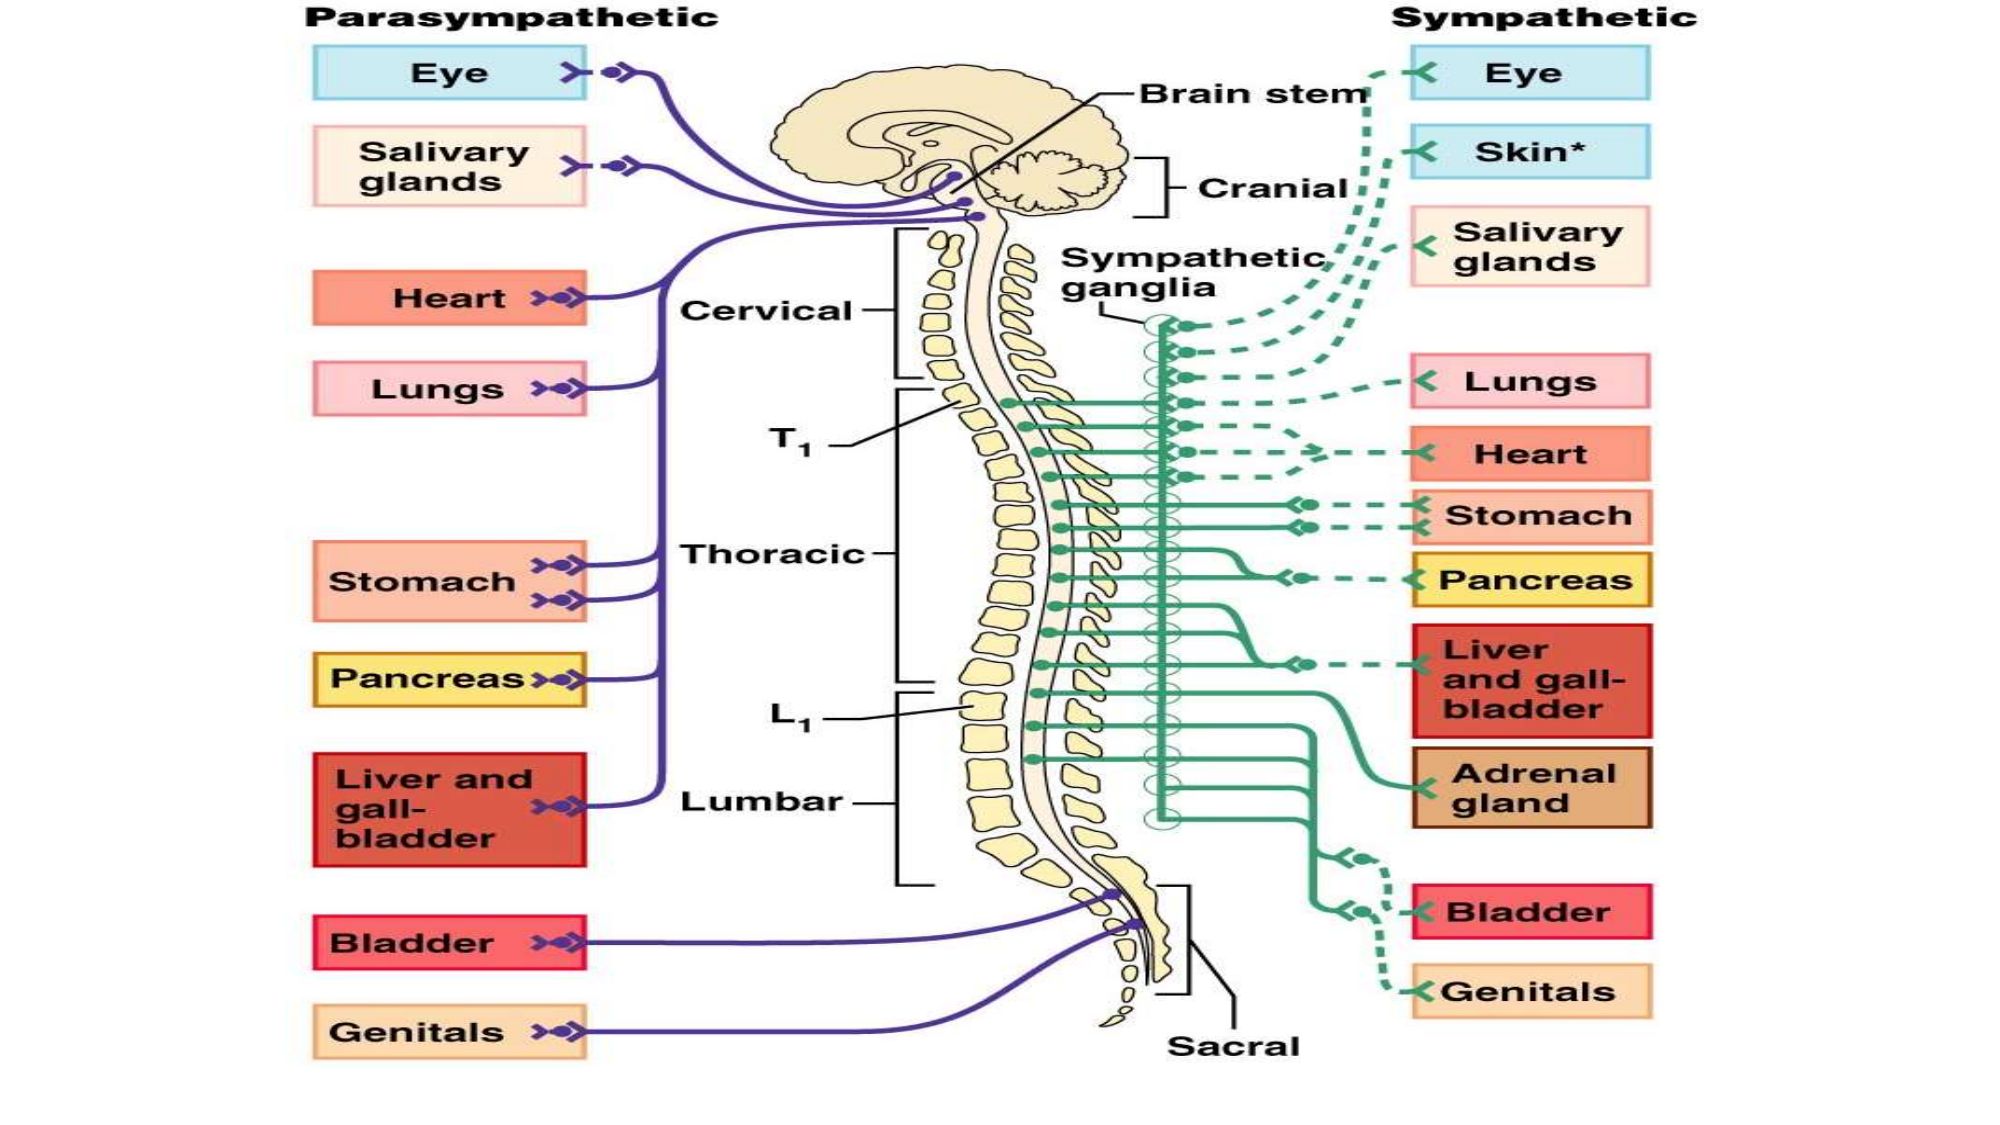 Parasympathetic
Eye
Salivary
glands
Heart
Lungs
Stomach
Pancreas
Liver and
gall-
bladder
Bladder
Genitals
Brain stem
Cranial
Sympathetic
ganglia
Cervical
T1
Thoracic
L1
Lumbar
Sacral
Sympathetic
Eye
Skin*
Salivary
glands
Lungs
Heart
Stomach
Pancreas
Liver
and gall-
bladder
Adrenal
gland
Bladder
Genitals